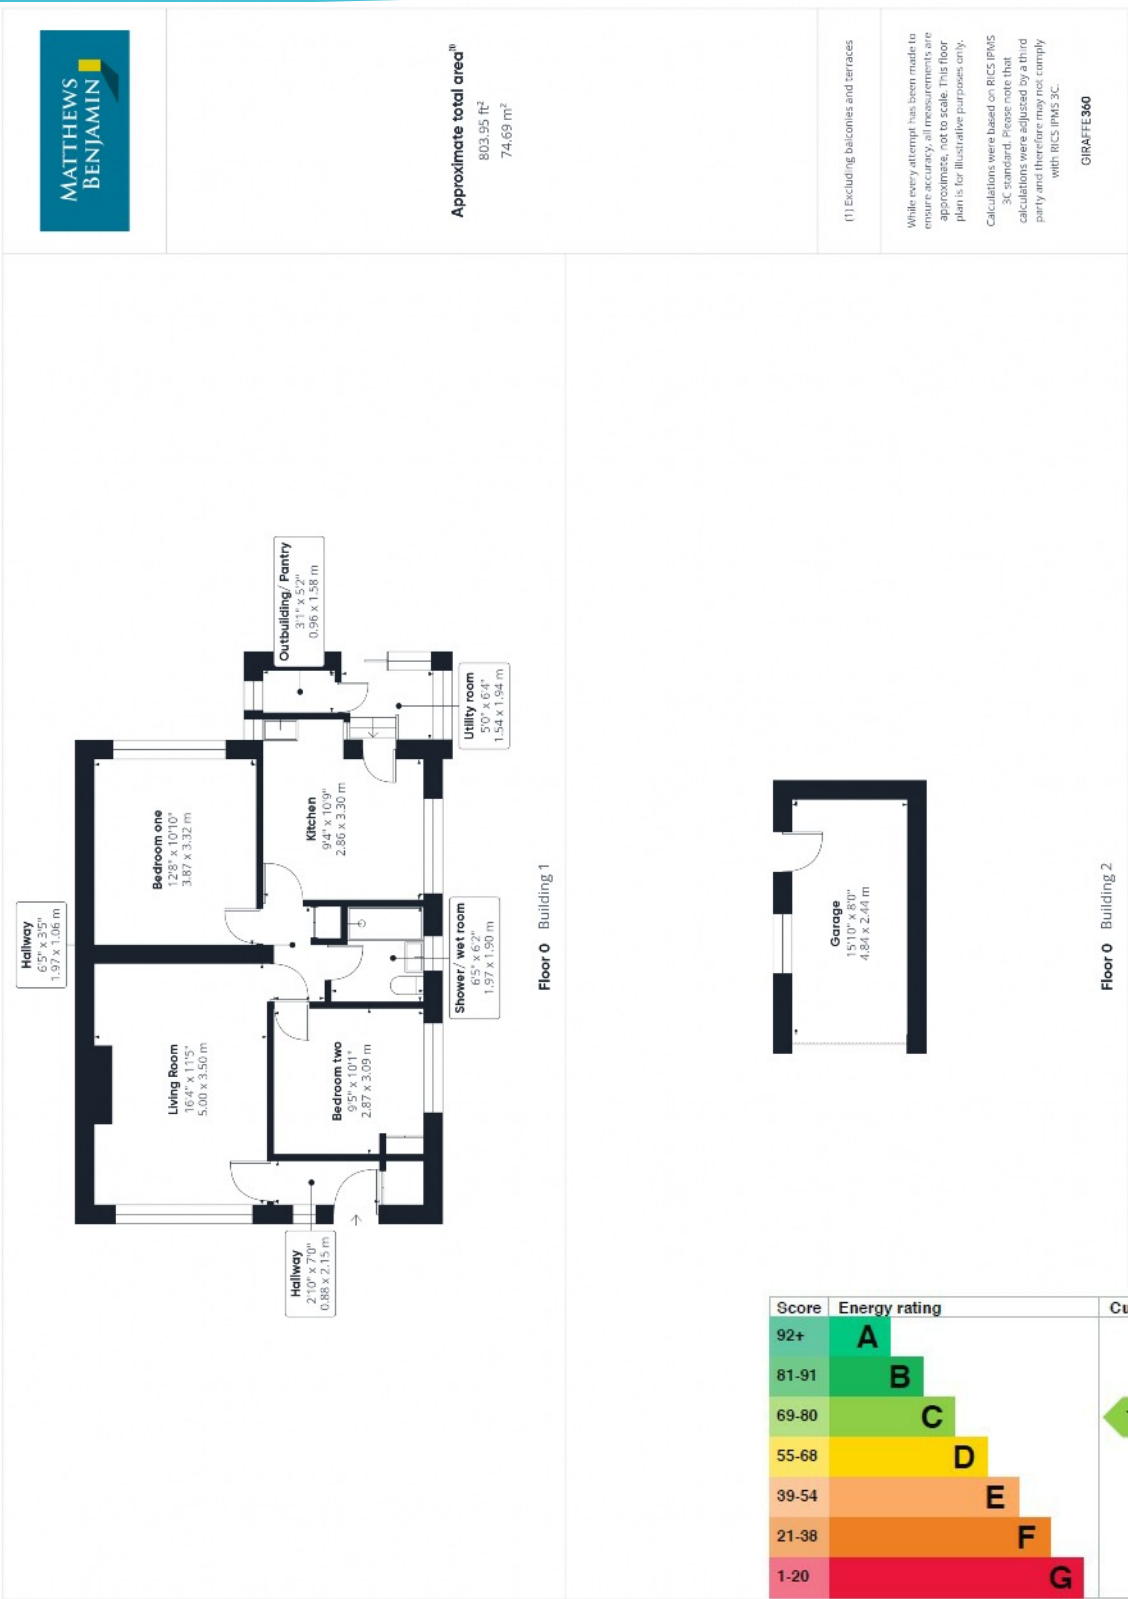 MATTHEWS
BENJAMIN
Approximate total area(1)
803.95 ft²
74.69 m²
(1) Excluding balconies and terraces
While every attempt has been made to
ensure accuracy, all measurements are
approximate, not to scale. This floor
plan is for illustrative purposes only.
Calculations were based on RICS IPMS
3C standard. Please note that
calculations were adjusted by a third
party and therefore may not comply
with RICS IPMS 3C.
GIRAFFE360
Hallway
6'5" x 3'5"
1.97 x 1.06 m
Living Room
16'4" x 11'5"
5.00 x 3.50 m
Bedroom one
12'8" x 10'10"
3.87 x 3.32 m
Outbuilding/ Pantry
3'1" x 5'2"
0.96 x 1.58 m
Hallway
2'10" x 7'0"
0.88 x 2.15 m
Bedroom two
9'5" x 10'1"
2.87 x 3.09 m
Kitchen
9'4" x 10'9"
2.86 x 3.30 m
Shower/ wet room
6'5" x 6'2"
1.97 x 1.90 m
Utility room
5'0" x 6'4"
1.54 x 1.94 m
Floor 0 Building 1
Garage
15'10" x 8'0"
4.84 x 2.44 m
Floor 0 Building 2
Score Energy rating Cu
92+ A
81-91 B
69-80 C
55-68 D
39-54 E
21-38 F
1-20 G